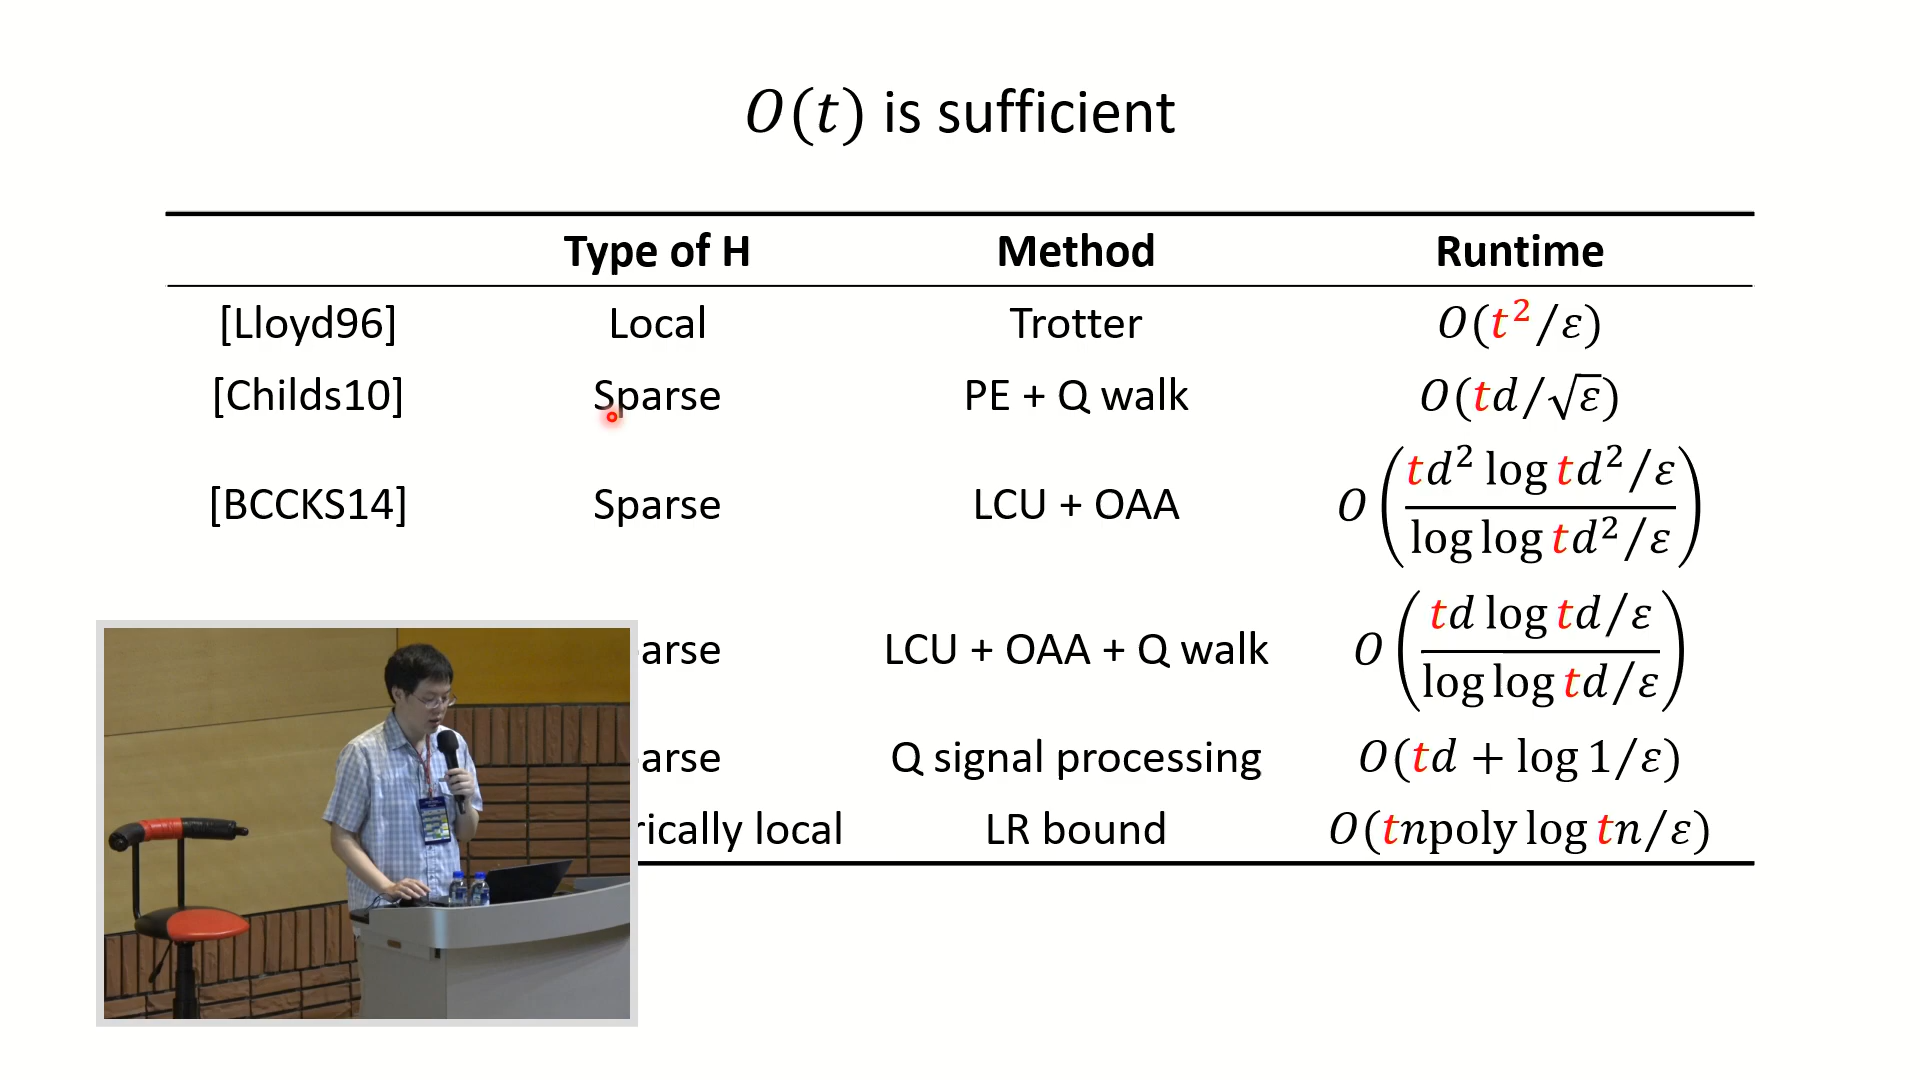 O(t) is sufficient
Type of H Method Runtime
[Lloyd96] Local Trotter O(t²/ε)
[Childs10] Sparse PE + Q walk O(td/√ε)
[BCCKS14] Sparse LCU + OAA O(td² log td²/ε / log log td²/ε)
arse LCU + OAA + Q walk O(td log td/ε / log log td/ε)
arse Q signal processing O(td + log 1/ε)
rically local LR bound O(tnpoly log tn/ε)